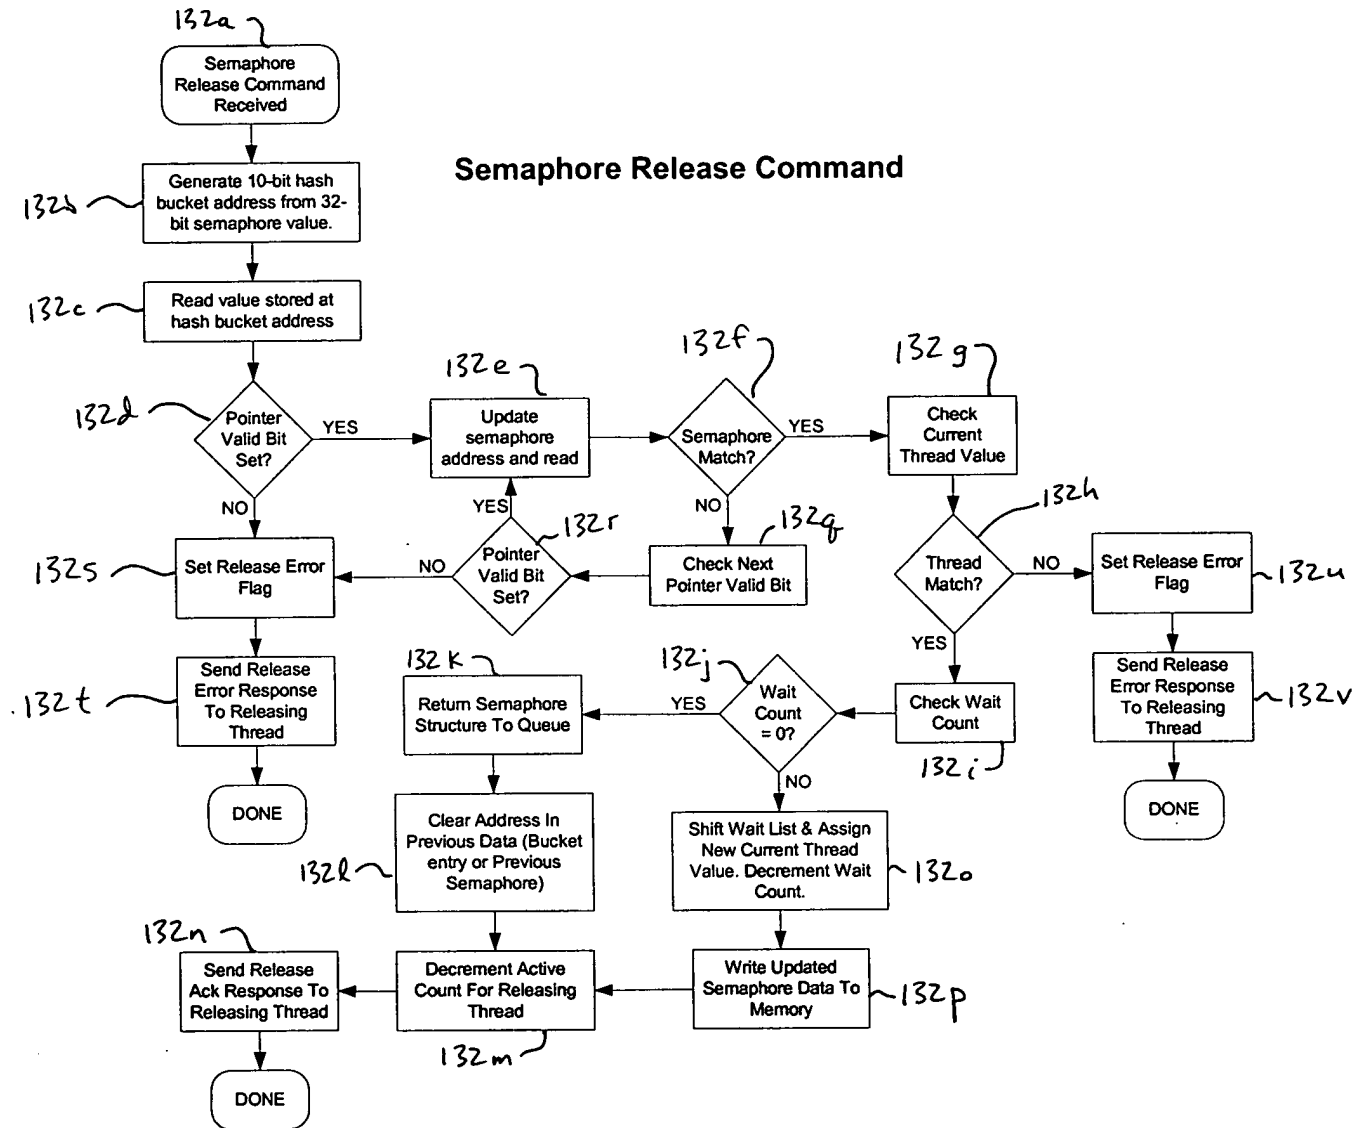 132a
Semaphore
Release Command
Received
Semaphore Release Command
132b
Generate 10-bit hash
bucket address from 32-
bit semaphore value.
132c
Read value stored at
hash bucket address
132d
Pointer
Valid Bit
Set?
YES
NO
132e
Update
semaphore
address and read
132f
Semaphore
Match?
YES
NO
132g
Check
Current
Thread Value
132h
Thread
Match?
NO
YES
132q
Check Next
Pointer Valid Bit
132r
Pointer
Valid Bit
Set?
YES
NO
132s
Set Release Error
Flag
132t
Send Release
Error Response
To Releasing
Thread
DONE
Set Release Error
Flag
132u
Send Release
Error Response
To Releasing
Thread
132v
DONE
Check Wait
Count
132i
132j
Wait
Count
= 0?
YES
NO
132k
Return Semaphore
Structure To Queue
132l
Clear Address In
Previous Data (Bucket
entry or Previous
Semaphore)
Shift Wait List & Assign
New Current Thread
Value. Decrement Wait
Count.
132o
Write Updated
Semaphore Data To
Memory
132p
Decrement Active
Count For Releasing
Thread
132m
132n
Send Release
Ack Response To
Releasing Thread
DONE